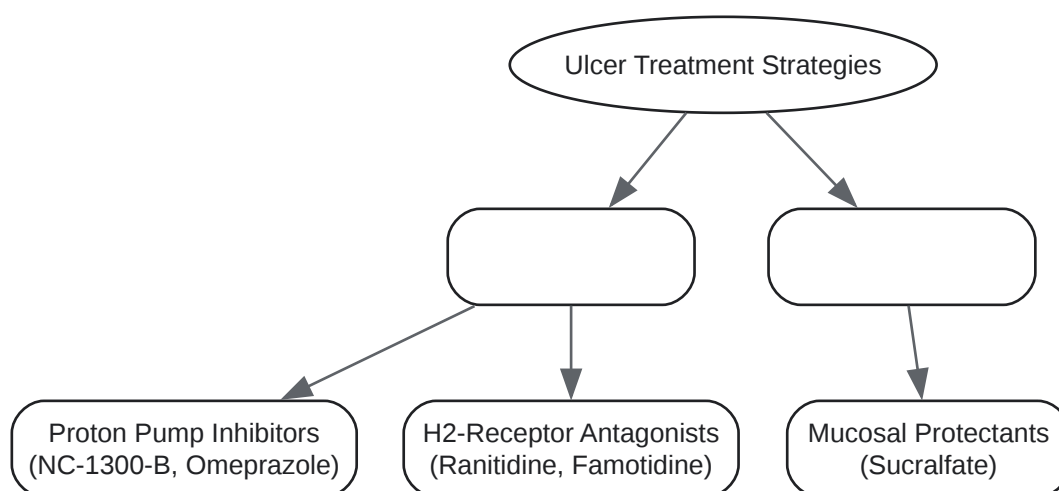 Ulcer Treatment Strategies
Proton Pump Inhibitors
(NC-1300-B, Omeprazole)
H2-Receptor Antagonists
(Ranitidine, Famotidine)
Mucosal Protectants
(Sucralfate)